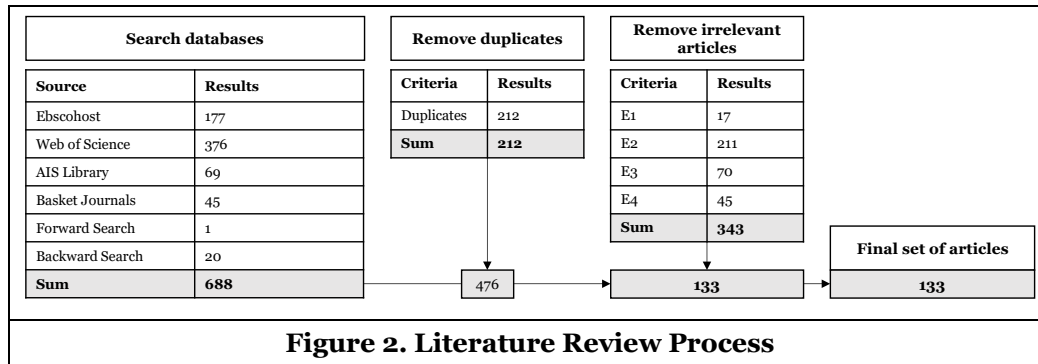 Search databases
Source Results
Ebscohost 177
Web of Science 376
AIS Library 69
Basket Journals 45
Forward Search 1
Backward Search 20
Sum 688
Remove duplicates
Criteria Results
Duplicates 212
Sum 212
476
Remove irrelevant
articles
Criteria Results
E1 17
E2 211
E3 70
E4 45
Sum 343
133
Final set of articles
133
Figure 2. Literature Review Process